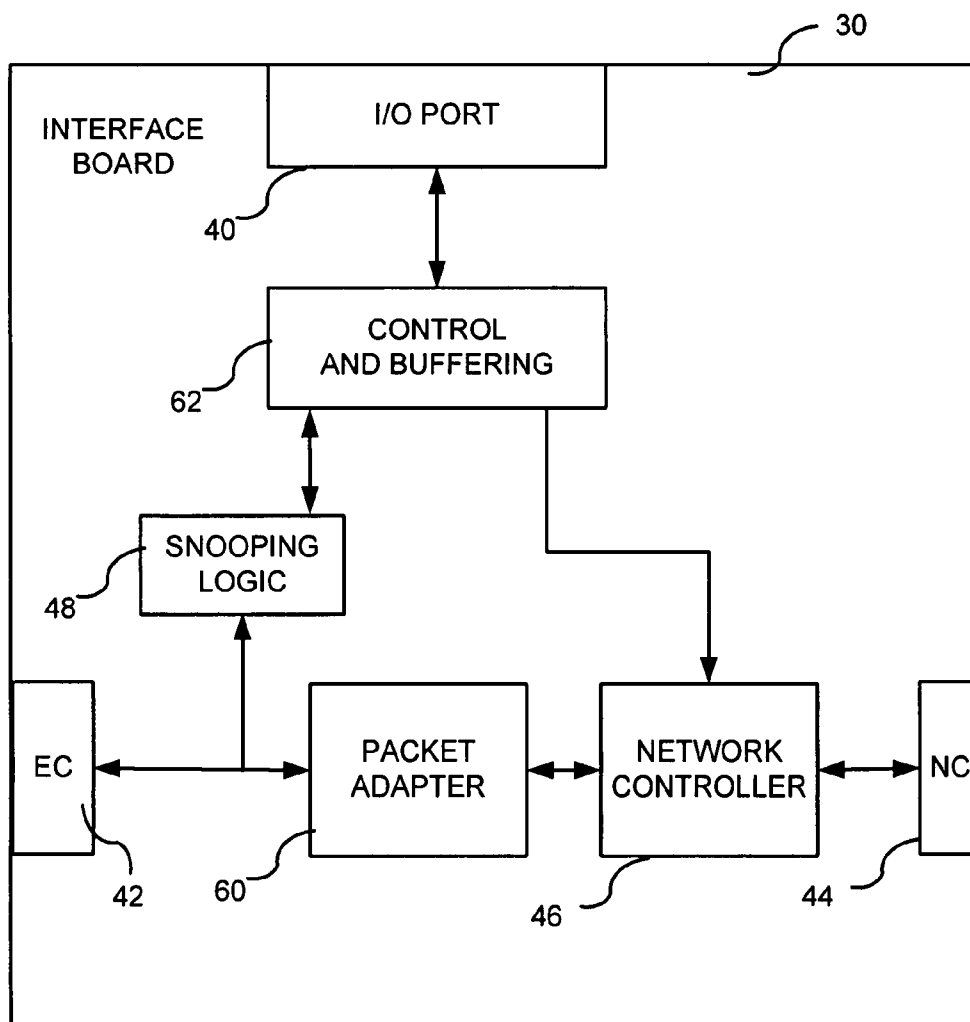 30
I/O PORT
INTERFACE
BOARD
40
CONTROL
AND BUFFERING
62
SNOOPING
LOGIC
48
EC
PACKET
ADAPTER
NETWORK
CONTROLLER
NC
42
60
46
44